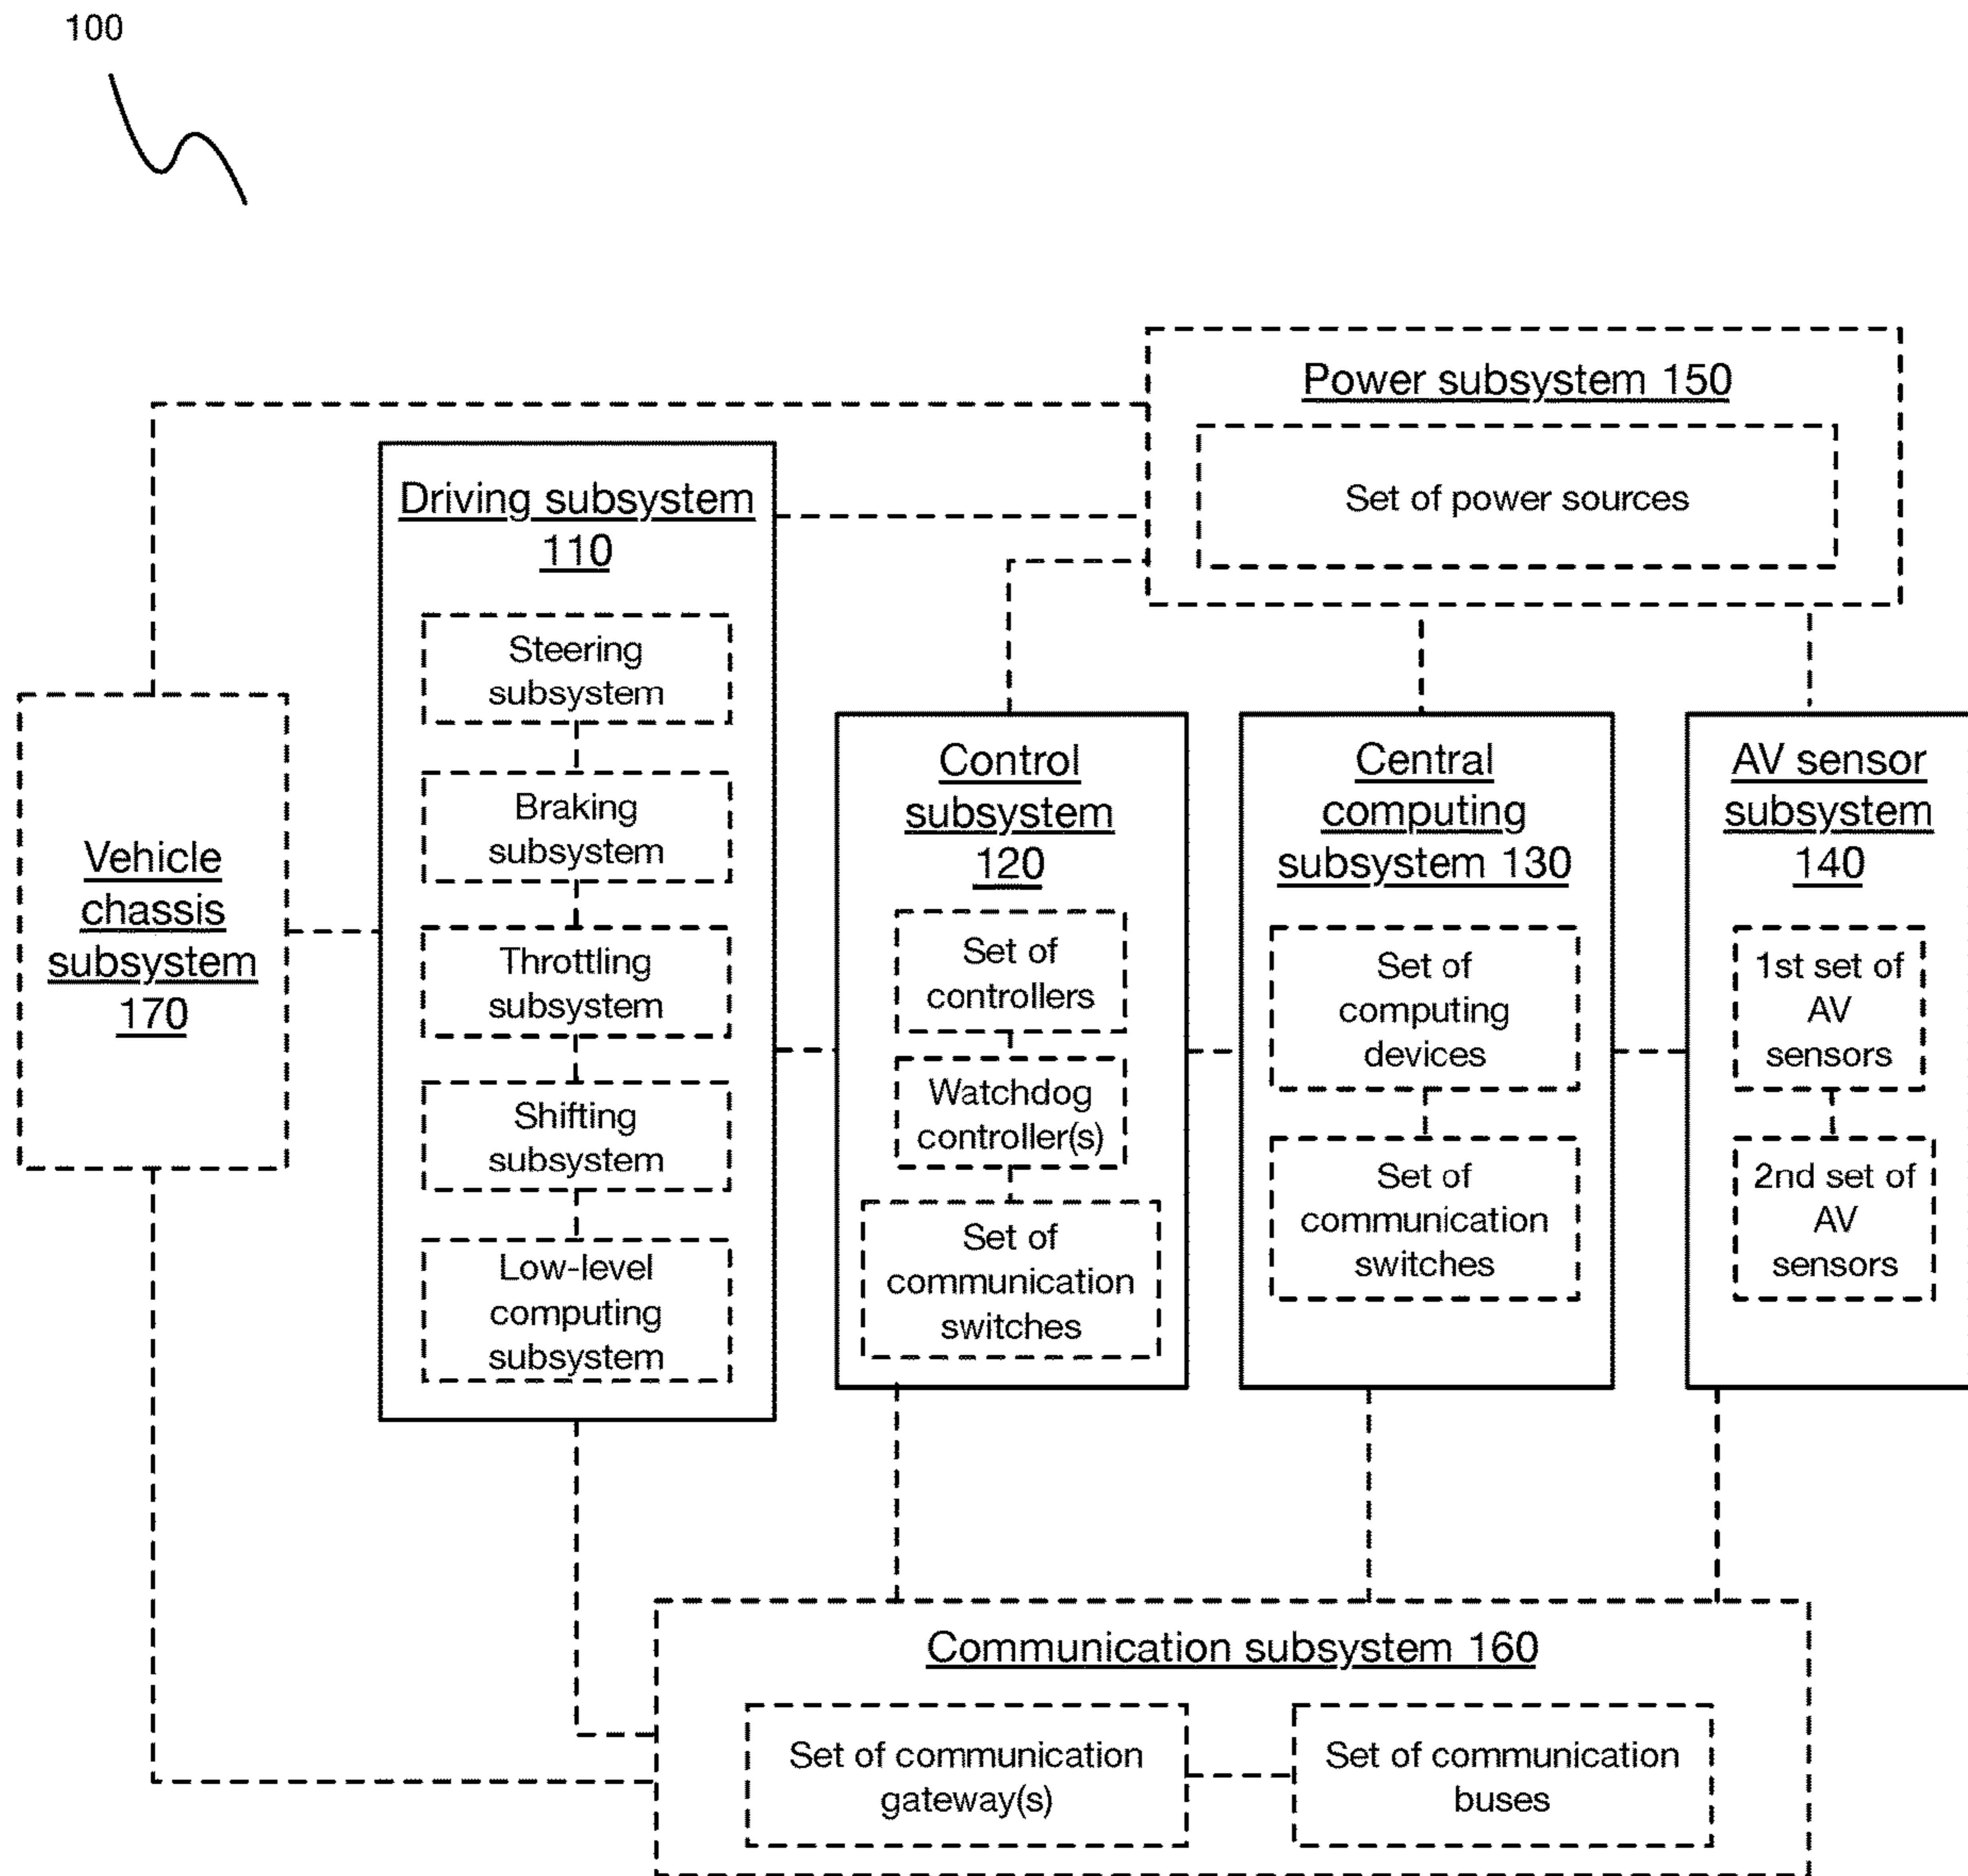 100
Power subsystem 150
Set of power sources
Driving subsystem
110
Steering
subsystem
Braking
subsystem
Throttling
subsystem
Shifting
subsystem
Low-level
computing
subsystem
Vehicle
chassis
subsystem
170
Control
subsystem
120
Set of
controllers
Watchdog
controller(s)
Set of
communication
switches
Central
computing
subsystem 130
Set of
computing
devices
Set of
communication
switches
AV sensor
subsystem
140
1st set of
AV
sensors
2nd set of
AV
sensors
Communication subsystem 160
Set of communication
gateway(s)
Set of communication
buses